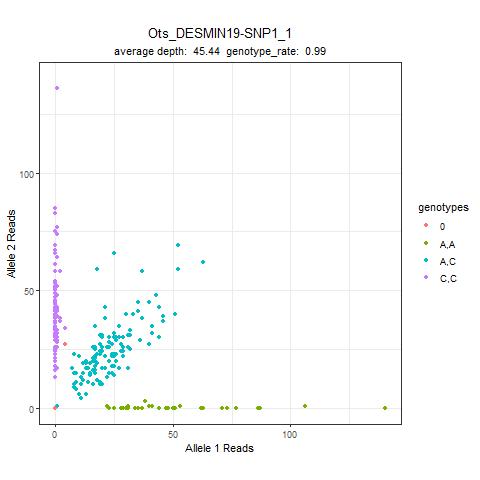 Ots_DESMIN19-SNP1_1
average depth: 45.44 genotype_rate: 0.99
Allele 2 Reads
100
50
0
0
50
100
Allele 1 Reads
genotypes
0
A,A
A,C
C,C